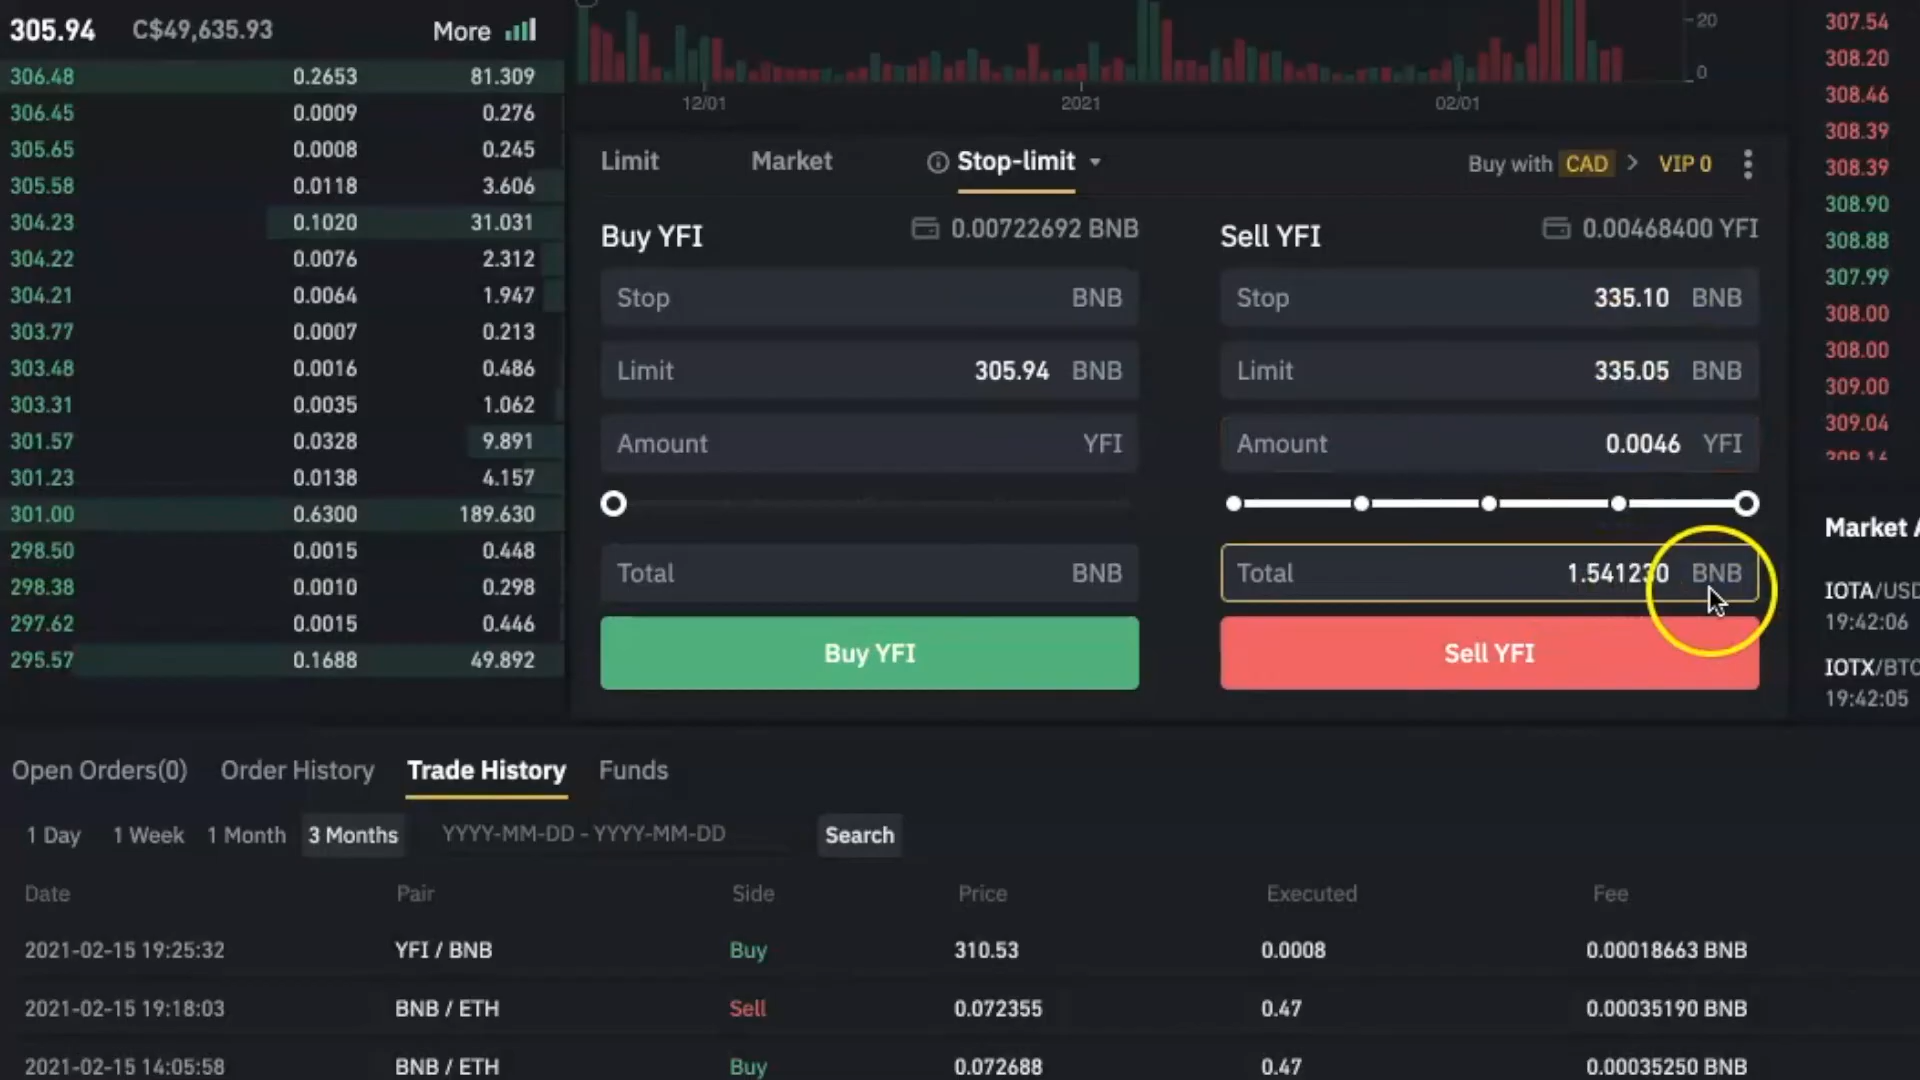 305.94 C$49,635.93 More
306.48 0.2653 81.309
306.45 0.0009 0.276
305.65 0.0008 0.245
305.58 0.0118 3.606
304.23 0.1020 31.031
304.22 0.0076 2.312
304.21 0.0064 1.947
303.77 0.0007 0.213
303.48 0.0016 0.486
303.31 0.0035 1.062
301.57 0.0328 9.891
301.23 0.0138 4.157
301.00 0.6300 189.630
298.50 0.0015 0.448
298.38 0.0010 0.298
297.62 0.0015 0.446
295.57 0.1688 49.892
20
0
12/01 2021 02/01
Limit Market Stop-limit Buy with CAD > VIP 0
Buy YFI 0.00722692 BNB
Stop BNB
Limit 305.94 BNB
Amount YFI
Total BNB
Buy YFI
Sell YFI 0.00468400 YFI
Stop 335.10 BNB
Limit 335.05 BNB
Amount 0.0046 YFI
Total 1.541230 BNB
Sell YFI
307.54
308.20
308.46
308.39
308.39
308.90
308.88
307.99
308.00
308.00
309.00
309.04
Market A
IOTA/USD
19:42:06
IOTX/BTC
19:42:05
Open Orders(0) Order History Trade History Funds
1 Day 1 Week 1 Month 3 Months YYYY-MM-DD - YYYY-MM-DD Search
Date Pair Side Price Executed Fee
2021-02-15 19:25:32 YFI / BNB Buy 310.53 0.0008 0.00018663 BNB
2021-02-15 19:18:03 BNB / ETH Sell 0.072355 0.47 0.00035190 BNB
2021-02-15 14:05:58 BNB / ETH Buy 0.072688 0.47 0.00035250 BNB